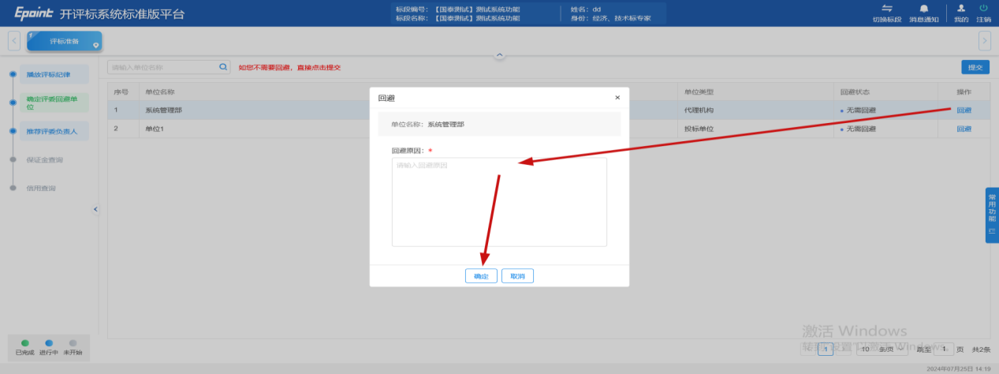 Epoint 开评标系统标准版平台
标段编号：【国泰测试】测试系统功能
标段名称：【国泰测试】测试系统功能
姓名：dd
身份：经济、技术标专家
切换标段 消息通知 我的 注销
1 评标准备
播放评标纪律
确定评委回避单
位
推荐评委负责人
保证金查询
信用查询
请输入单位名称
如您不需要回避，直接点击提交
提交
序号 单位名称 单位类型 回避状态 操作
1 系统管理部 代理机构 无需回避 回避
2 单位1 投标单位 无需回避 回避
回避 ×
单位名称：系统管理部
回避原因：*
请输入回避原因
确定 取消
常用功能
已完成 进行中 未开始
激活 Windows
转到"设置"以激活 Windows。
1 10 条/页 跳至 1 页 共2条
2024年07月25日 14:19